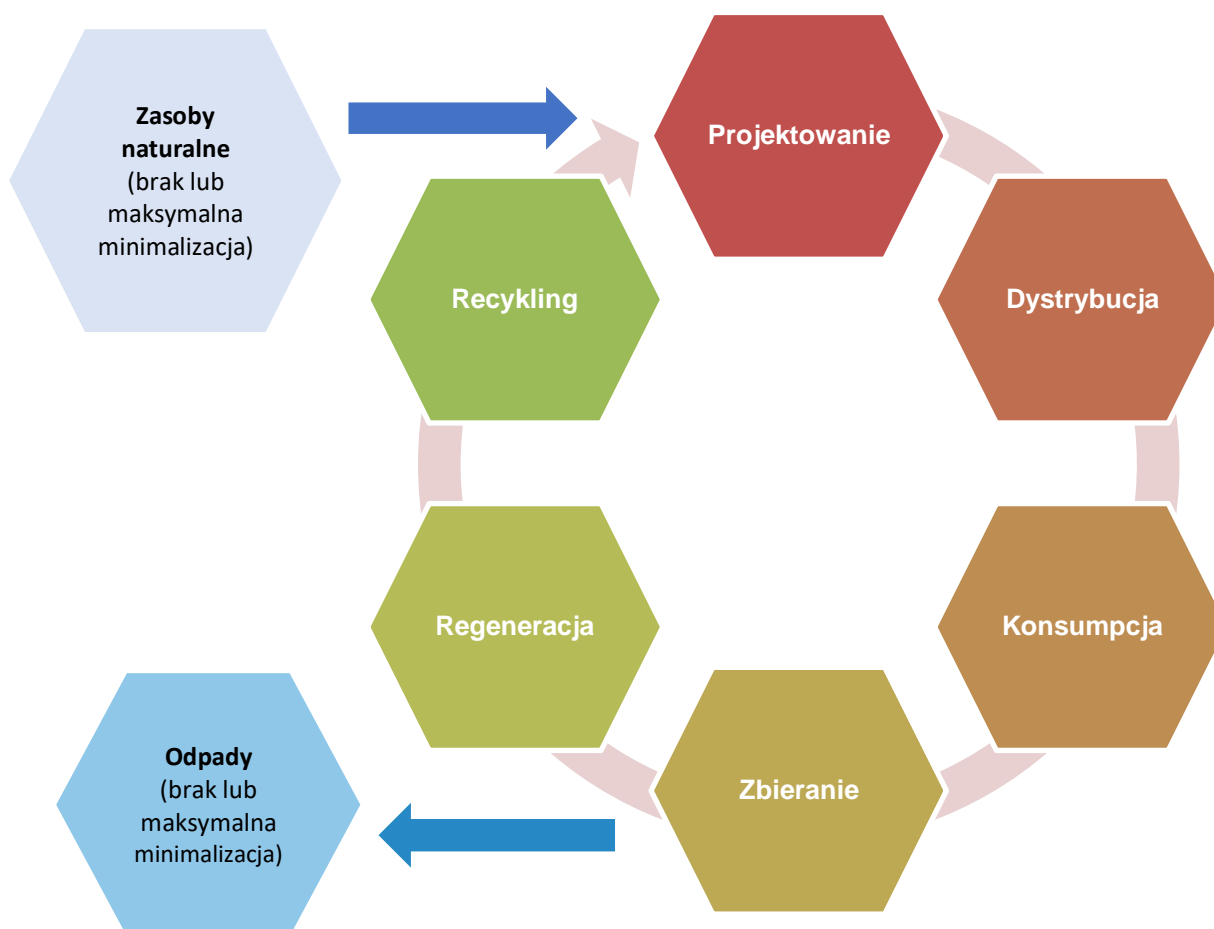 Zasoby
naturalne
(brak lub
maksymalna
minimalizacja)
Projektowanie
Recykling
Dystrybucja
Regeneracja
Konsumpcja
Odpady
(brak lub
maksymalna
minimalizacja)
Zbieranie